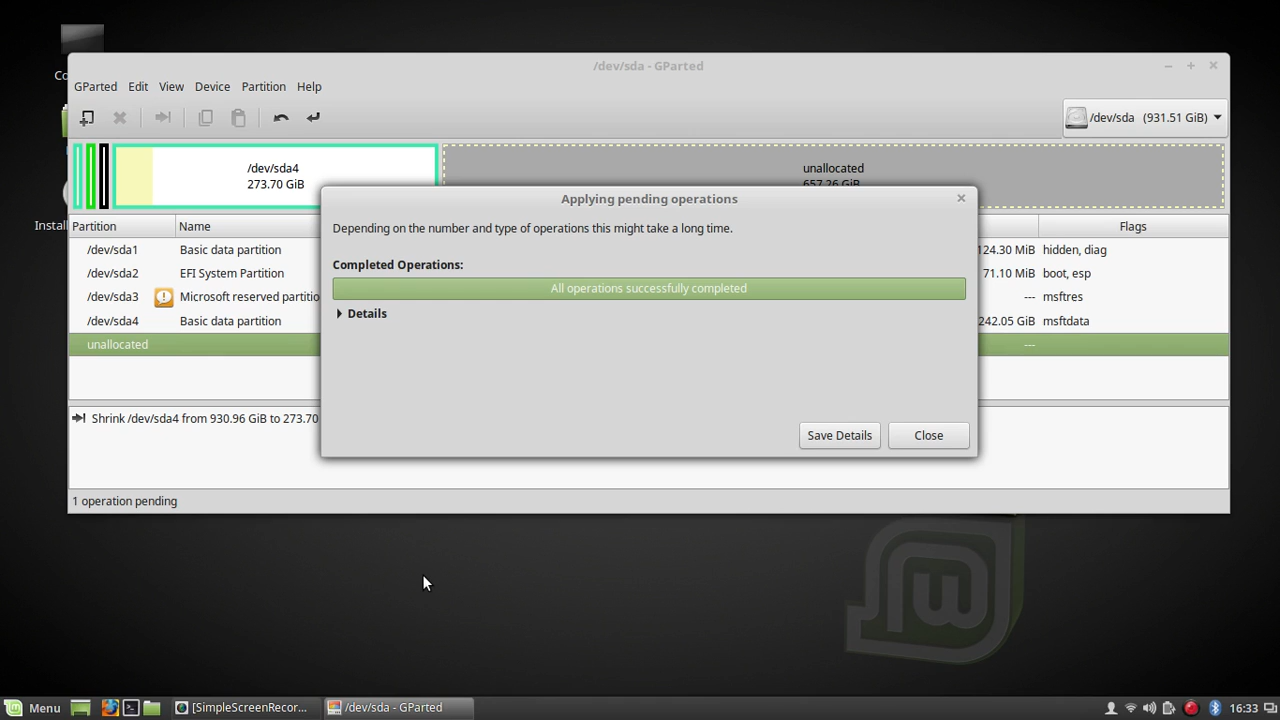 Co
/dev/sda - GParted
GParted Edit View Device Partition Help
/dev/sda (931.51 GiB)
/dev/sda4
273.70 GiB
unallocated
657.26 GiB
Install
Applying pending operations
Depending on the number and type of operations this might take a long time.
Completed Operations:
All operations successfully completed
Details
Save Details Close
Partition Name Flags
/dev/sda1 Basic data partition 124.30 MiB hidden, diag
/dev/sda2 EFI System Partition 71.10 MiB boot, esp
/dev/sda3 Microsoft reserved partitio --- msftres
/dev/sda4 Basic data partition 242.05 GiB msftdata
unallocated ---
Shrink /dev/sda4 from 930.96 GiB to 273.70
1 operation pending
Menu [SimpleScreenRecor... /dev/sda - GParted 16:33